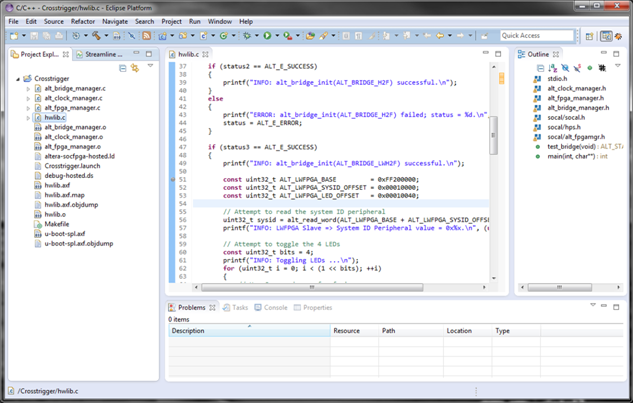 C/C++ - Crosstrigger/hwlib.c - Eclipse Platform
File Edit Source Refactor Navigate Search Project Run Window Help
Quick Access
Project Expl...
Streamline ...
Crosstrigger
alt_bridge_manager.c
alt_clock_manager.c
alt_fpga_manager.c
hwlib.c
alt_bridge_manager.o
alt_clock_manager.o
alt_fpga_manager.o
altera-socfpga-hosted.ld
Crosstrigger.launch
debug-hosted.ds
hwlib.axf
hwlib.axf.map
hwlib.axf.objdump
hwlib.o
Makefile
u-boot-spl.axf
u-boot-spl.axf.objdump
hwlib.c
37 if (status2 == ALT_E_SUCCESS)
38 {
39 printf("INFO: alt_bridge_init(ALT_BRIDGE_H2F) successful.\n");
40 }
41 else
42 {
43 printf("ERROR: alt_bridge_init(ALT_BRIDGE_H2F) failed; status = %d.\n"
44 status = ALT_E_ERROR;
45 }
46
47 if (status3 == ALT_E_SUCCESS)
48 {
49 printf("INFO: alt_bridge_init(ALT_BRIDGE_LWH2F) successful.\n");
50
51 const uint32_t ALT_LWFPGA_BASE = 0xFF200000;
52 const uint32_t ALT_LWFPGA_SYSID_OFFSET = 0x00010000;
53 const uint32_t ALT_LWFPGA_LED_OFFSET = 0x00010040;
54
55 // Attempt to read the system ID peripheral
56 uint32_t sysid = alt_read_word(ALT_LWFPGA_BASE + ALT_LWFPGA_SYSID_OFFSE
57 printf("INFO: LWFPGA Slave => System ID Peripheral value = 0x%x.\n", (u
58
59 // Attempt to toggle the 4 LEDs
60 const uint32_t bits = 4;
61 printf("INFO: Toggling LEDs ...\n");
62 for (uint32_t i = 0; i < (1 << bits); ++i)
63 {
Outline
stdio.h
alt_clock_manager.h
alt_fpga_manager.h
alt_bridge_manager.h
socal/socal.h
socal/hps.h
socal/alt_fpgamgr.h
test_bridge(void) : ALT_STA
main(int, char**) : int
Problems Tasks Console Properties
0 items
Description Resource Path Location Type
/Crosstrigger/hwlib.c